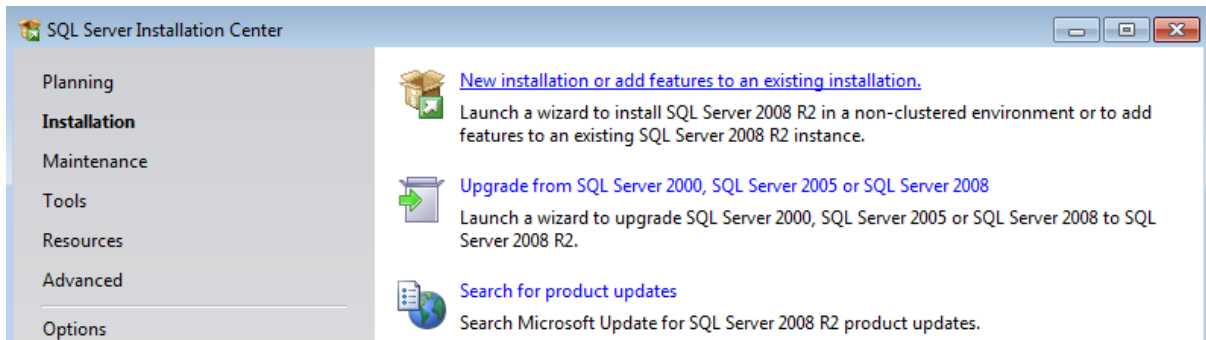 SQL Server Installation Center
Planning
Installation
Maintenance
Tools
Resources
Advanced
Options
New installation or add features to an existing installation.
Launch a wizard to install SQL Server 2008 R2 in a non-clustered environment or to add
features to an existing SQL Server 2008 R2 instance.
Upgrade from SQL Server 2000, SQL Server 2005 or SQL Server 2008
Launch a wizard to upgrade SQL Server 2000, SQL Server 2005 or SQL Server 2008 to SQL
Server 2008 R2.
Search for product updates
Search Microsoft Update for SQL Server 2008 R2 product updates.